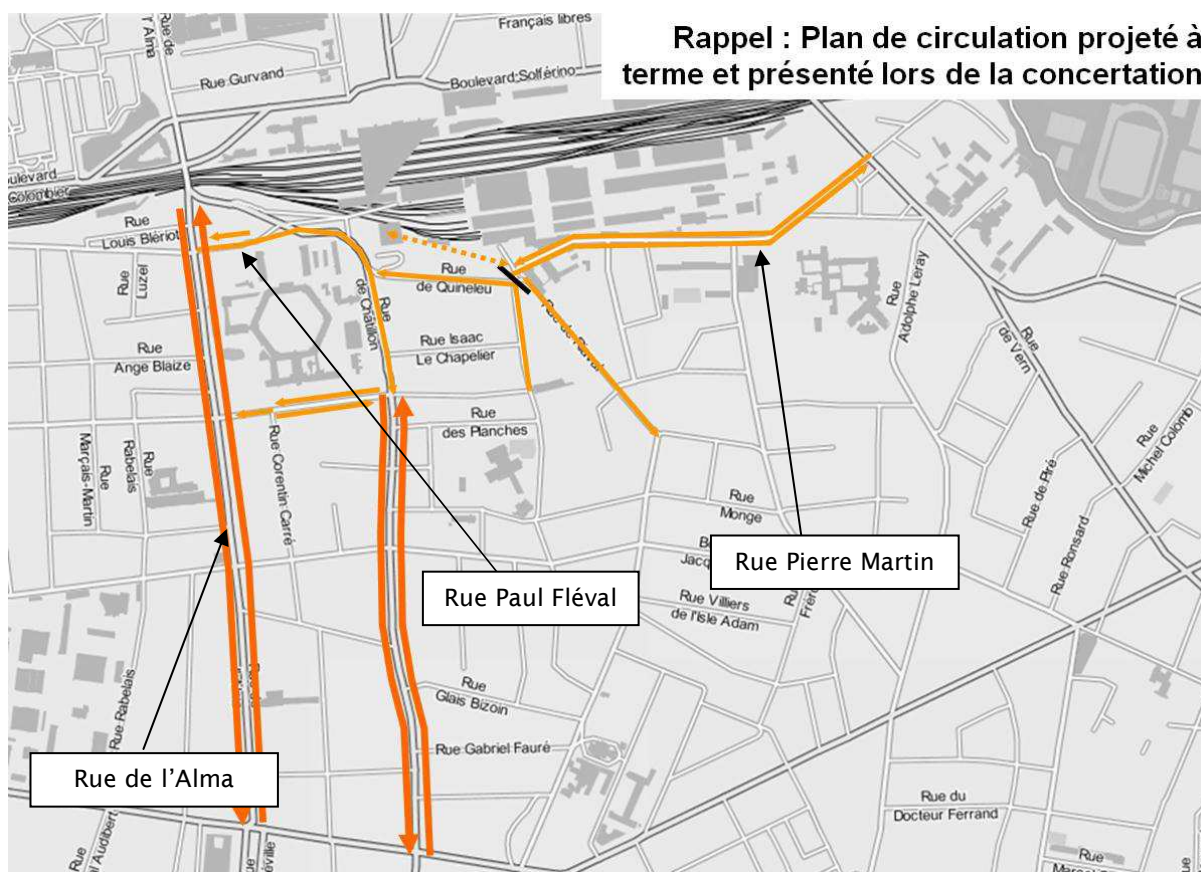 Rappel : Plan de circulation projeté à
terme et présenté lors de la concertation
Français libres
Rue de
l'Alma
Rue Gurvand
Boulevard Solférino
Colombier
Rue
Louis Blériot
Rue
de Quineleu
Rue
de Châtillon
Rue
Adolphe Leray
Rue
de Vern
Rue Isaac
Le Chapelier
Rue
Ange Blaize
Rue
des Planches
Rue
Marçais-Martin
Rue
Rabelais
Rue Corentin Carré
Rue
Michel Colomb
Rue de Piré
Rue
Monge
Rue Ronsard
Rue Pierre Martin
Rue Paul Fléval
Rue Villiers
de l'Isle Adam
Rue
Glais Bizoin
Rue Rabelais
Rue Gabriel Fauré
Rue de l'Alma
Rue du
Docteur Ferrand
Rue
Rue